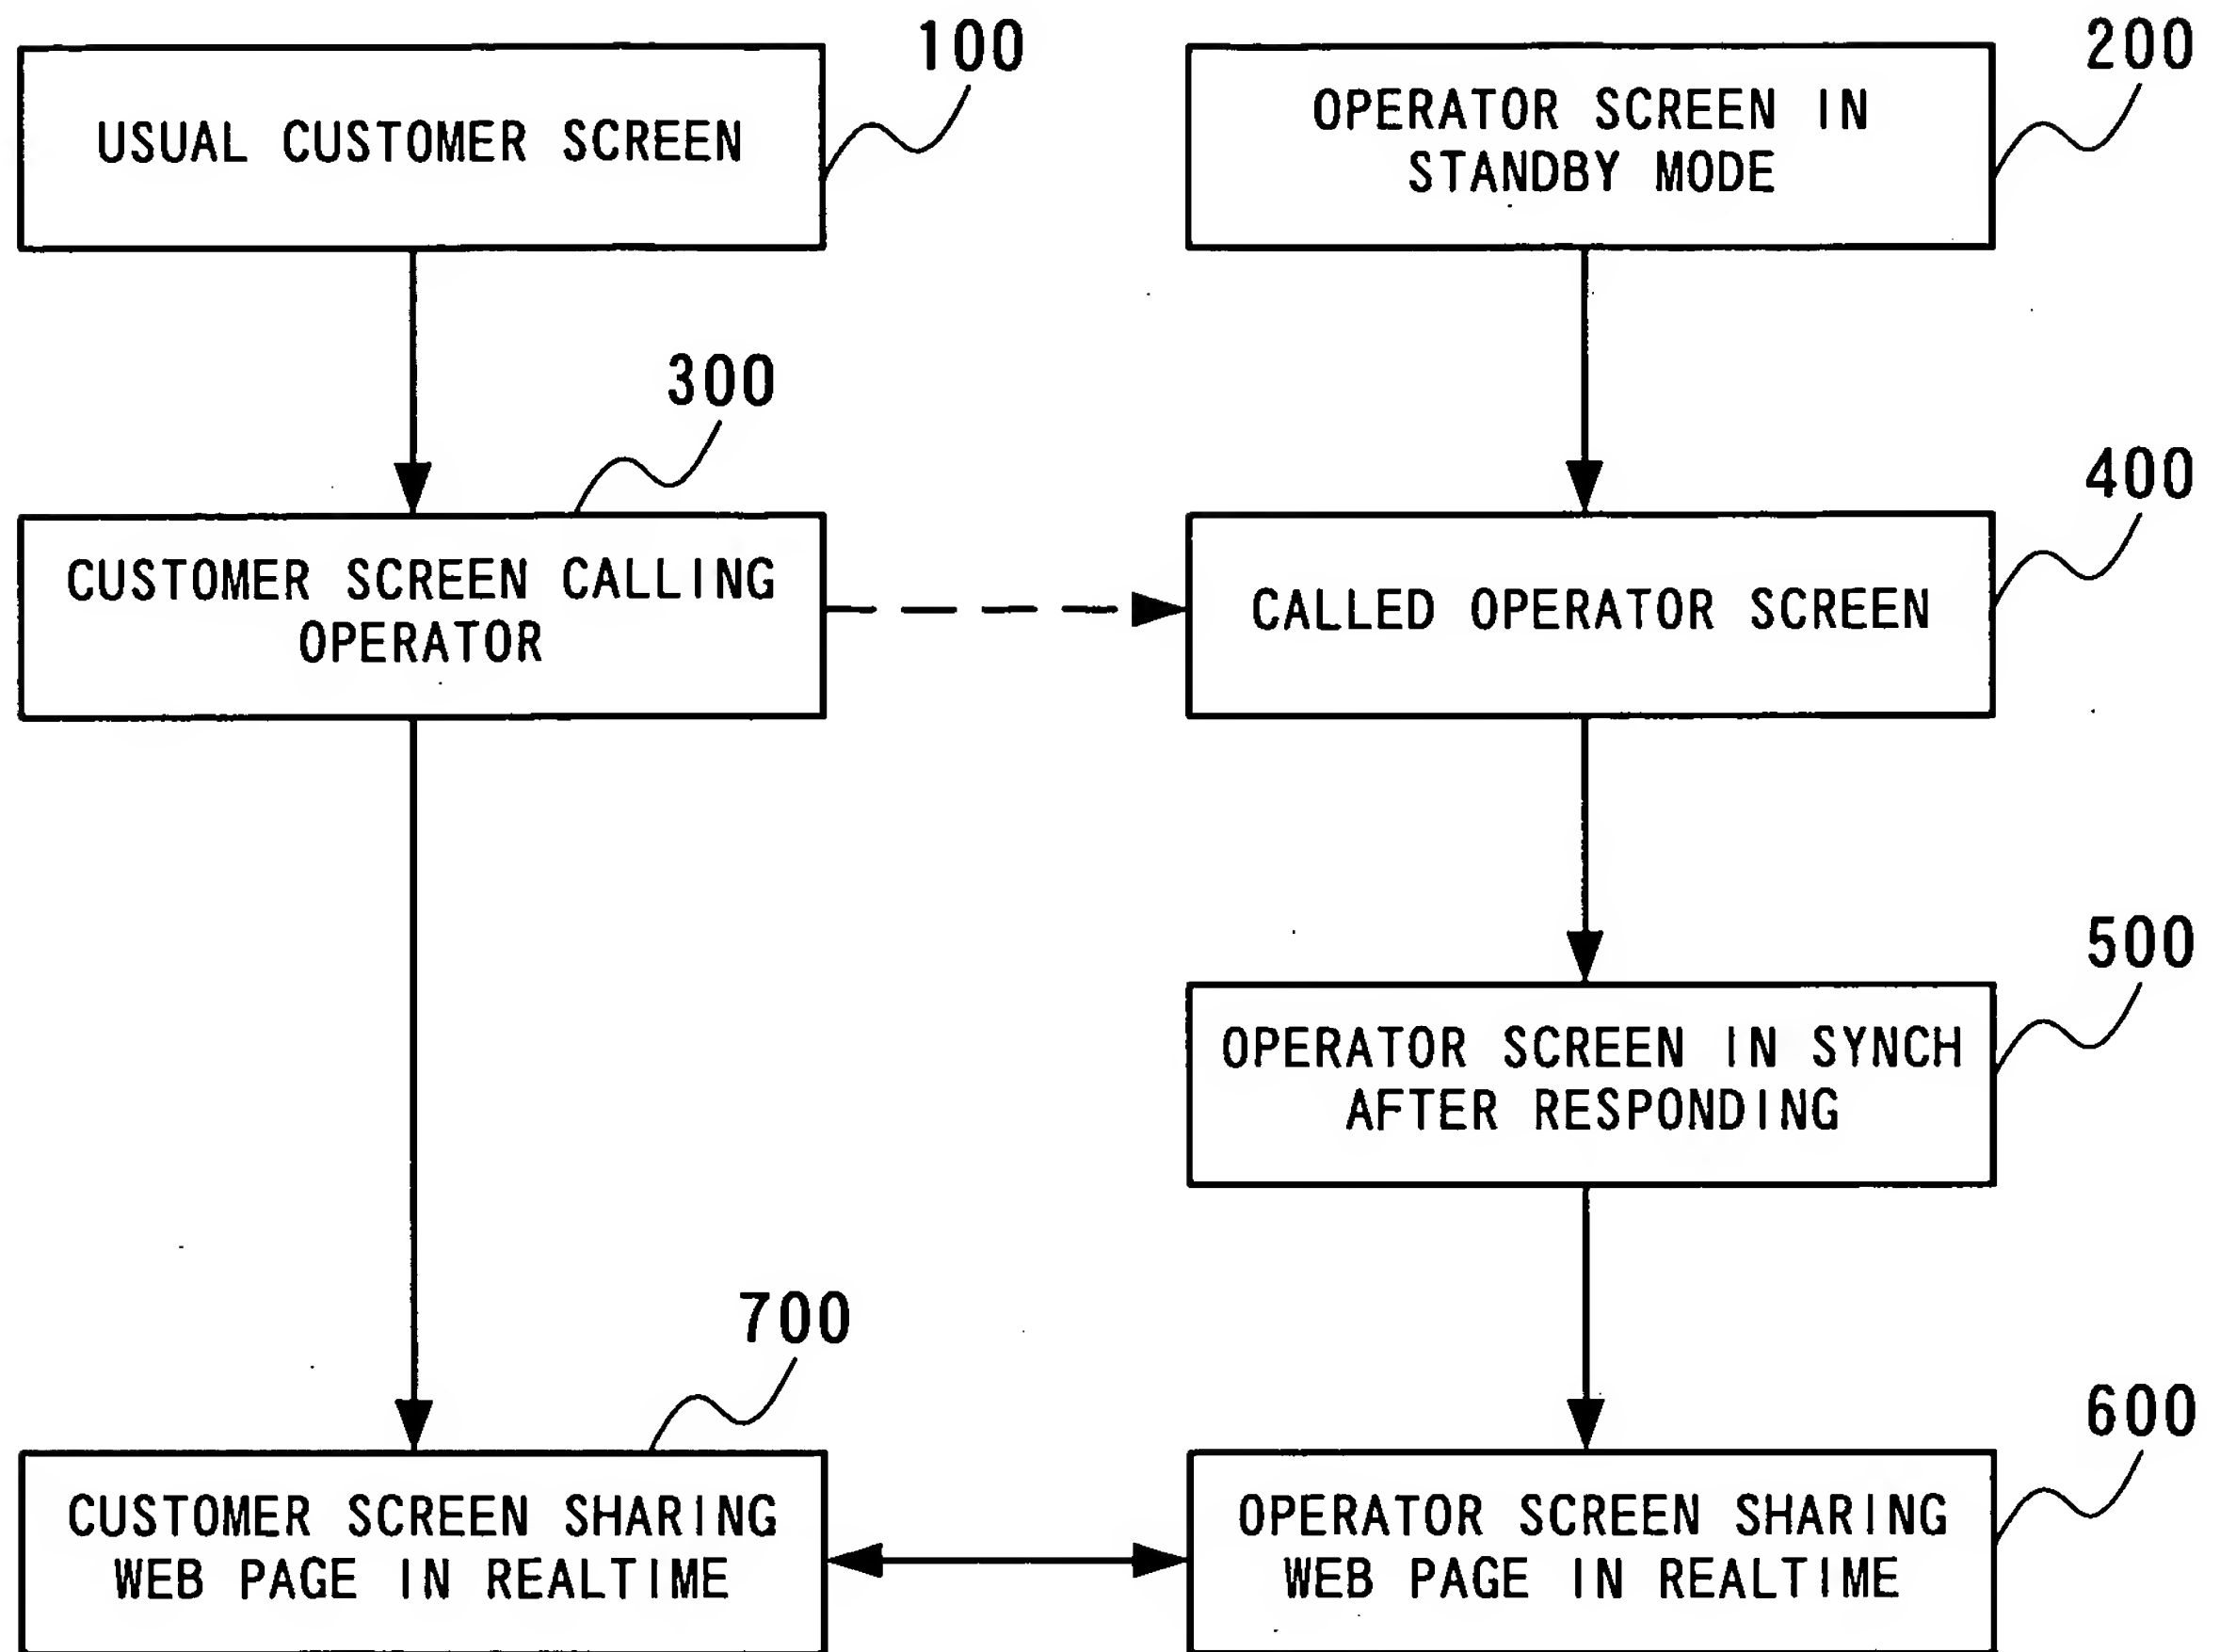 100
USUAL CUSTOMER SCREEN
200
OPERATOR SCREEN IN
STANDBY MODE
300
CUSTOMER SCREEN CALLING
OPERATOR
400
CALLED OPERATOR SCREEN
500
OPERATOR SCREEN IN SYNCH
AFTER RESPONDING
700
CUSTOMER SCREEN SHARING
WEB PAGE IN REALTIME
600
OPERATOR SCREEN SHARING
WEB PAGE IN REALTIME